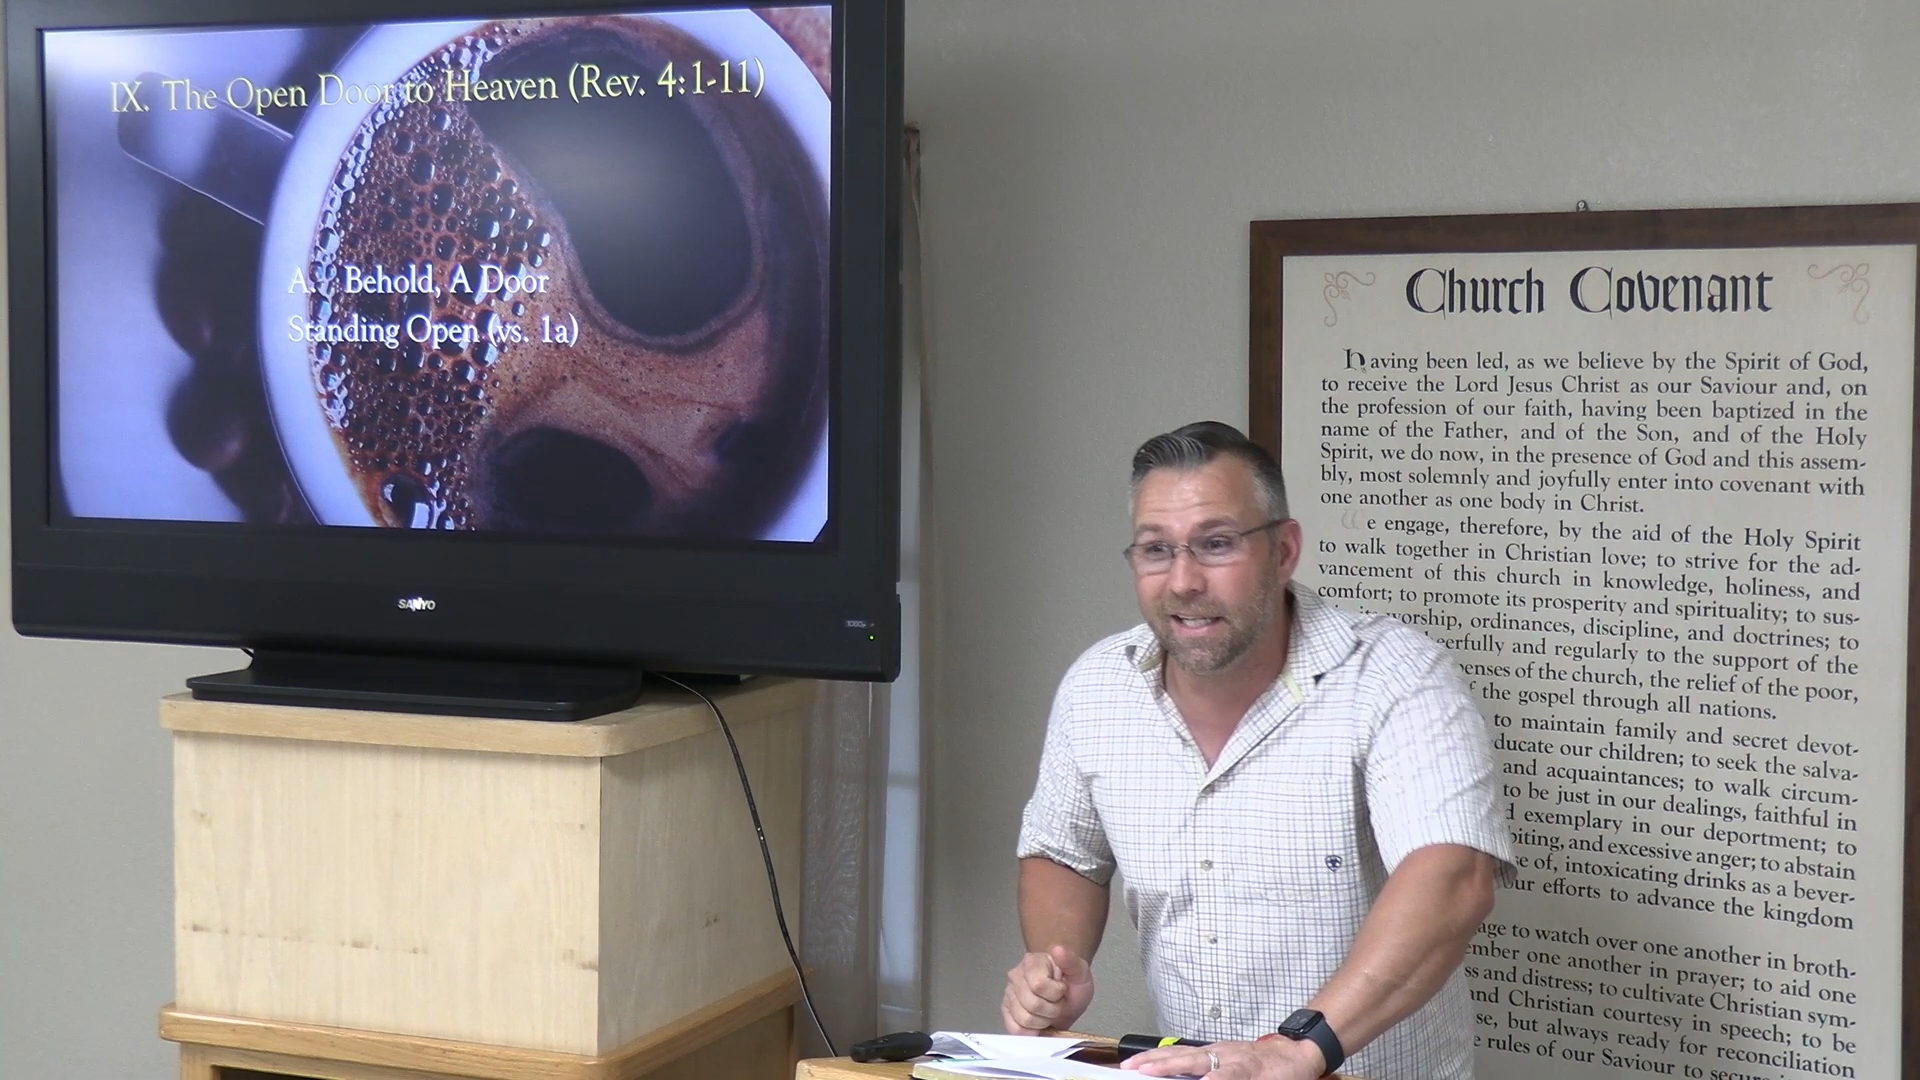 IX. The Open Door to Heaven (Rev. 4:1-11)
A. Behold, A Door
Standing Open (vs. 1a)
SANYO
1080p
Church Covenant
Having been led, as we believe by the Spirit of God,
to receive the Lord Jesus Christ as our Saviour and, on
the profession of our faith, having been baptized in the
name of the Father, and of the Son, and of the Holy
Spirit, we do now, in the presence of God and this assem-
bly, most solemnly and joyfully enter into covenant with
one another as one body in Christ.
We engage, therefore, by the aid of the Holy Spirit
to walk together in Christian love; to strive for the ad-
vancement of this church in knowledge, holiness, and
comfort; to promote its prosperity and spirituality; to sus-
worship, ordinances, discipline, and doctrines; to
eerfully and regularly to the support of the
penses of the church, the relief of the poor,
the gospel through all nations.
to maintain family and secret devot-
ducate our children; to seek the salva-
and acquaintances; to walk circum-
to be just in our dealings, faithful in
exemplary in our deportment; to
biting, and excessive anger; to abstain
se of, intoxicating drinks as a bever-
our efforts to advance the kingdom
age to watch over one another in broth-
ember one another in prayer; to aid one
ss and distress; to cultivate Christian sym-
nd Christian courtesy in speech; to be
se, but always ready for reconciliation
e rules of our Saviour to secure